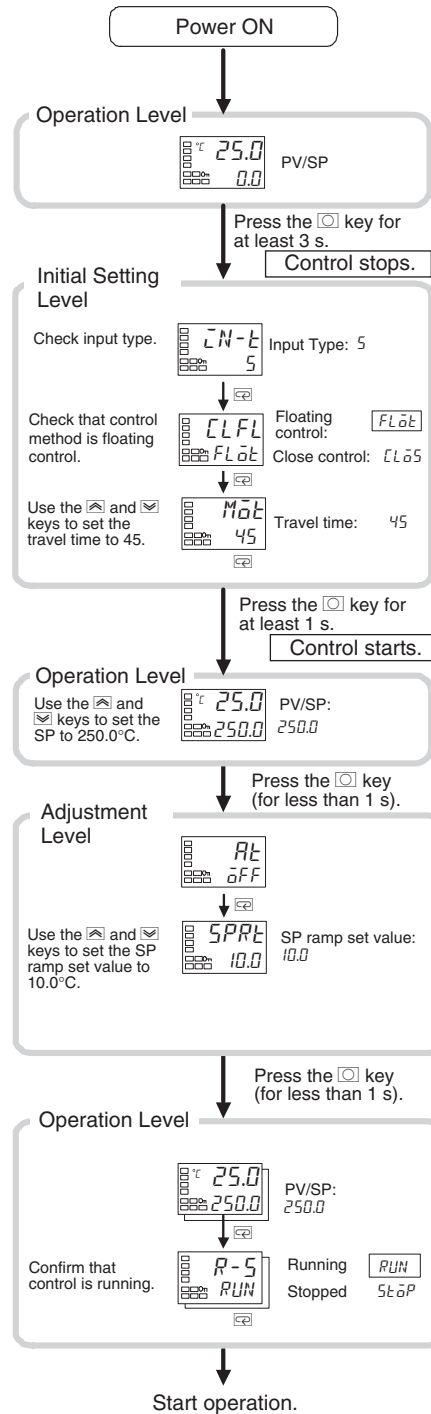 Power ON
Operation Level
°C 25.0
0.0
PV/SP
Press the key for
at least 3 s.
Control stops.
Initial Setting
Level
Check input type.
IN-t
5
Input Type: 5
Check that control
method is floating
control.
CLFL
FLot
Floating
control:
FLot
Close control: CLoS
Use the and
keys to set the
travel time to 45.
Mot
45
Travel time: 45
Press the key for
at least 1 s.
Control starts.
Operation Level
Use the and
keys to set the
SP to 250.0°C.
°C 25.0
250.0
PV/SP:
250.0
Press the key
(for less than 1 s).
Adjustment
Level
At
oFF
Use the and
keys to set the SP
ramp set value to
10.0°C.
SPRt
10.0
SP ramp set value:
10.0
Press the key
(for less than 1 s).
Operation Level
°C 25.0
250.0
PV/SP:
250.0
Confirm that
control is running.
R-S
RUN
Running RUN
Stopped StoP
Start operation.